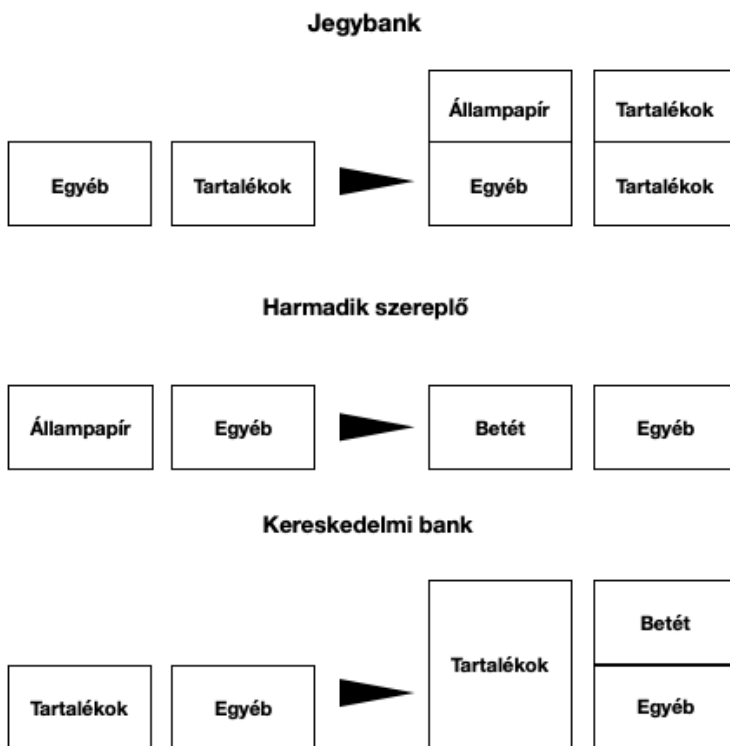 Jegybank
Állampapír
Tartalékok
Egyéb
Tartalékok
Egyéb
Tartalékok
Harmadik szereplő
Állampapír
Egyéb
Betét
Egyéb
Kereskedelmi bank
Betét
Tartalékok
Tartalékok
Egyéb
Egyéb